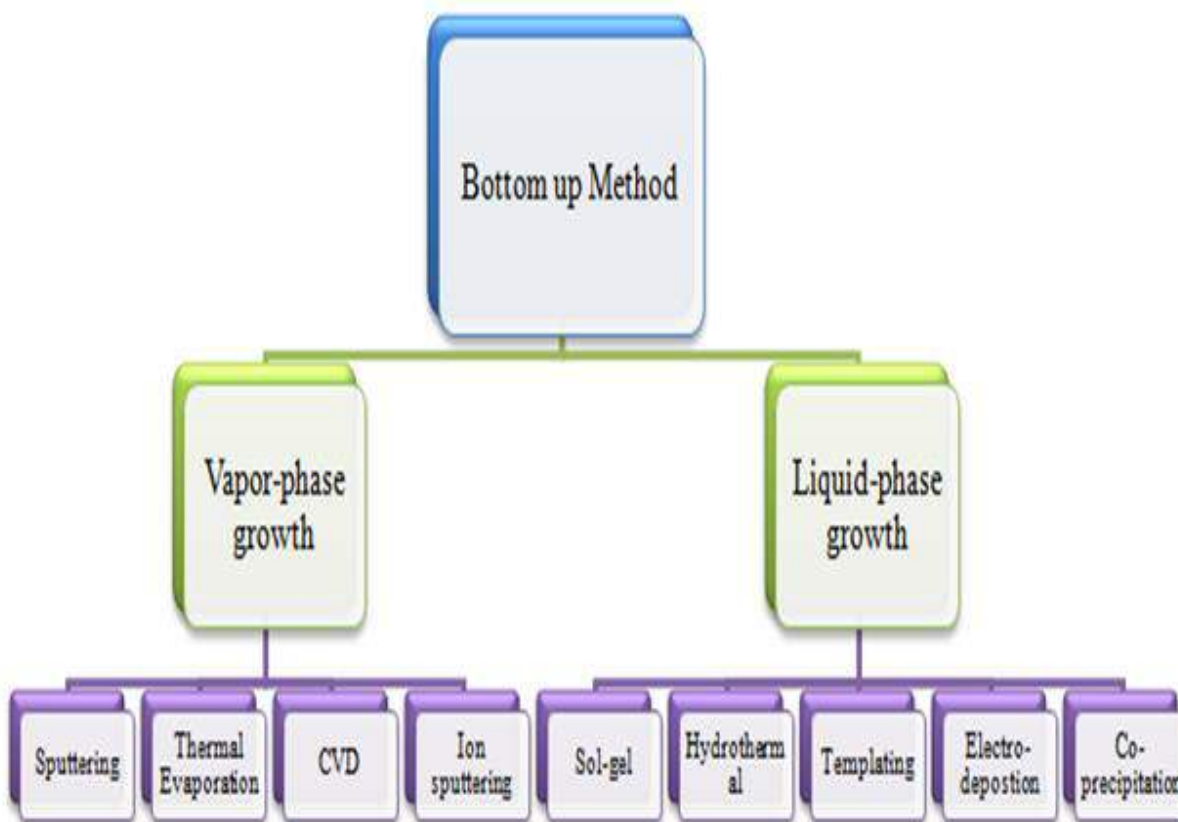 Bottom up Method
Vapor-phase
growth
Liquid-phase
growth
Sputtering
Thermal
Evaporation
CVD
Ion
sputtering
Sol-gel
Hydrotherm
al
Templating
Electro-
depostion
Co-
precipitation